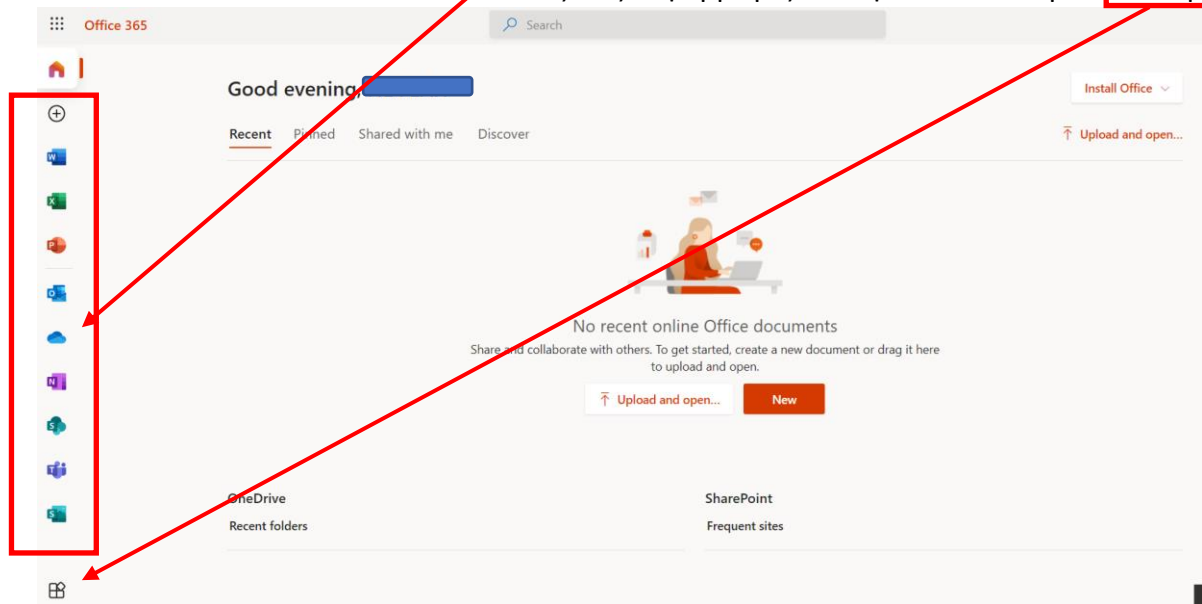 Office 365
Search
Good evening,
Install Office
Recent Pinned Shared with me Discover
Upload and open...
No recent online Office documents
Share and collaborate with others. To get started, create a new document or drag it here
to upload and open.
Upload and open...
New
OneDrive
SharePoint
Recent folders
Frequent sites